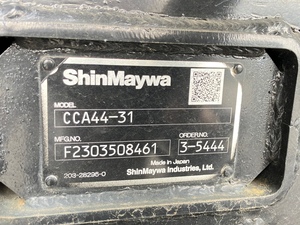 ShinMaywa
MODEL
CCA44-31
MFG.NO. ORDER.NO.
F2303508461 3-5444
Made in Japan
203-28296-0 ShinMaywa Industries, Ltd.